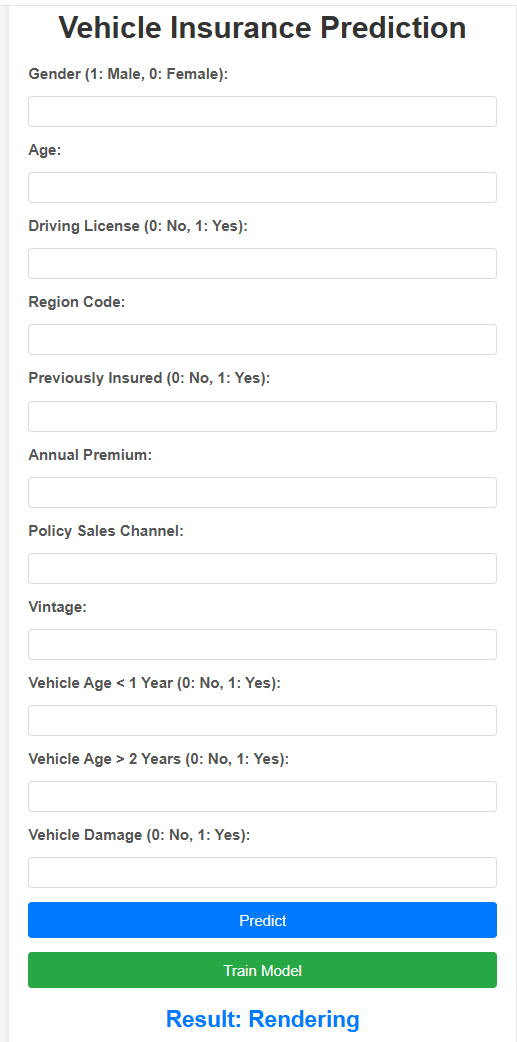 Vehicle Insurance Prediction
Gender (1: Male, 0: Female):
Age:
Driving License (0: No, 1: Yes):
Region Code:
Previously Insured (0: No, 1: Yes):
Annual Premium:
Policy Sales Channel:
Vintage:
Vehicle Age < 1 Year (0: No, 1: Yes):
Vehicle Age > 2 Years (0: No, 1: Yes):
Vehicle Damage (0: No, 1: Yes):
Predict
Train Model
Result: Rendering